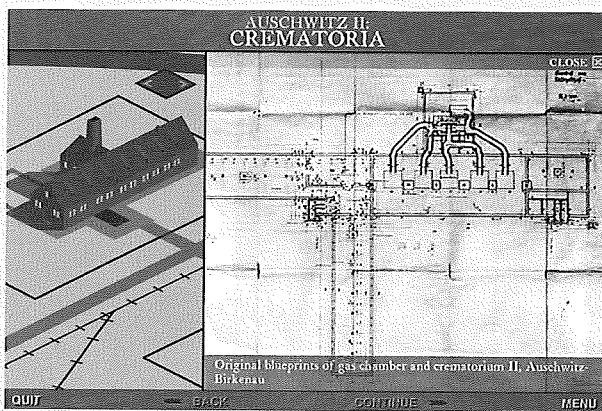 AUSCHWITZ II:
CREMATORIA
CLOSE
Original blueprints of gas chamber and crematorium II, Auschwitz-
Birkenau
QUIT
BACK
CONTINUE
MENU